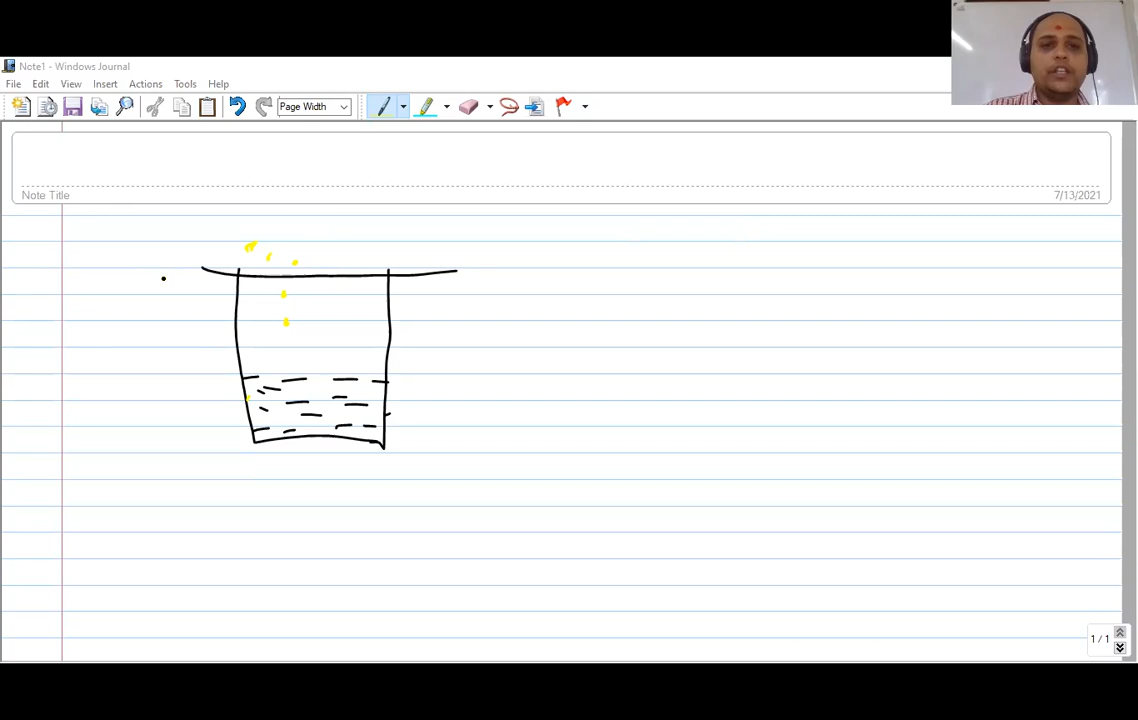 Note1 - Windows Journal
File Edit View Insert Actions Tools Help
Page Width
Note Title
7/13/2021
1 / 1